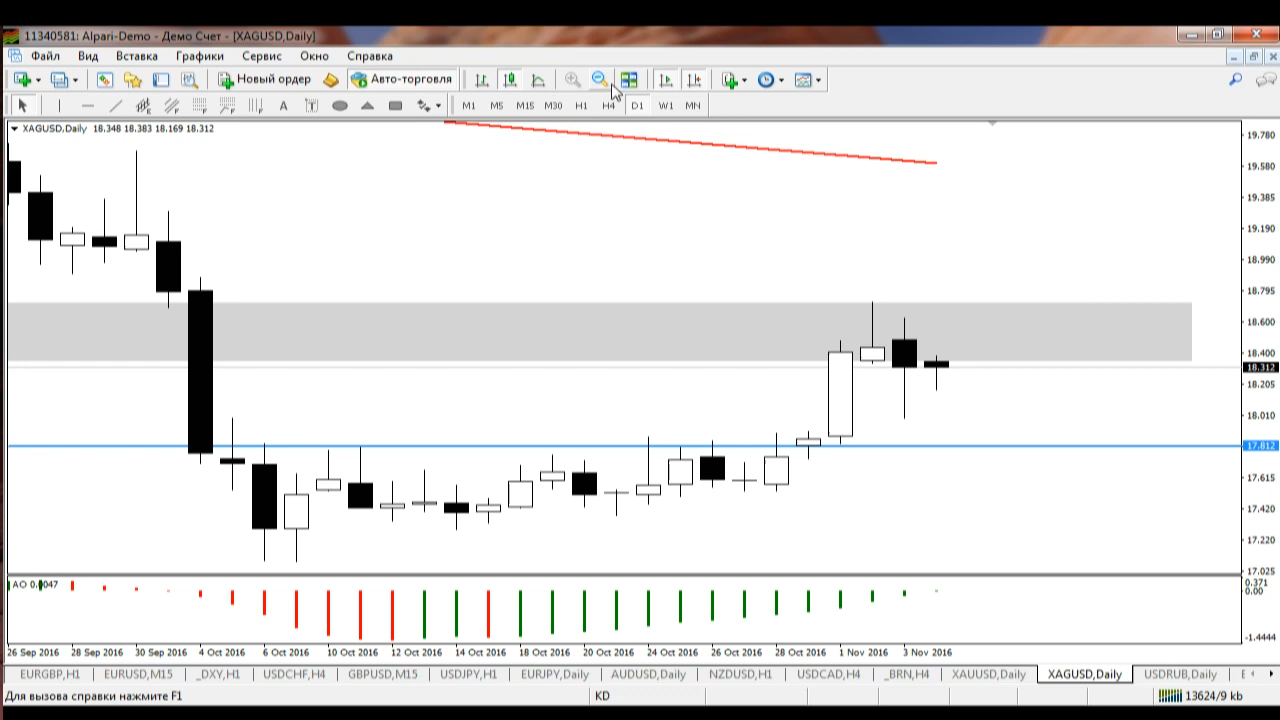 11340581: Alpari-Demo - Демо Счет - [XAGUSD,Daily]
Файл Вид Вставка Графики Сервис Окно Справка
Новый ордер Авто-торговля
A T M1 M5 M15 M30 H1 H4 D1 W1 MN
XAGUSD,Daily 18.348 18.383 18.169 18.312
19.780
19.580
19.385
19.190
18.990
18.795
18.600
18.400
18.312
18.205
18.010
17.812
17.615
17.420
17.220
17.025
AO 0.0047
0.371
0.00
-1.4444
26 Sep 2016 28 Sep 2016 30 Sep 2016 4 Oct 2016 6 Oct 2016 10 Oct 2016 12 Oct 2016 14 Oct 2016 18 Oct 2016 20 Oct 2016 24 Oct 2016 26 Oct 2016 28 Oct 2016 1 Nov 2016 3 Nov 2016
EURGBP,H1 EURUSD,M15 _DXY,H1 USDCHF,H4 GBPUSD,M15 USDJPY,H1 EURJPY,Daily AUDUSD,Daily NZDUSD,H1 USDCAD,H4 _BRN,H4 XAUUSD,Daily XAGUSD,Daily USDRUB,Daily E
Для вызова справки нажмите F1 KD 13624/9 kb